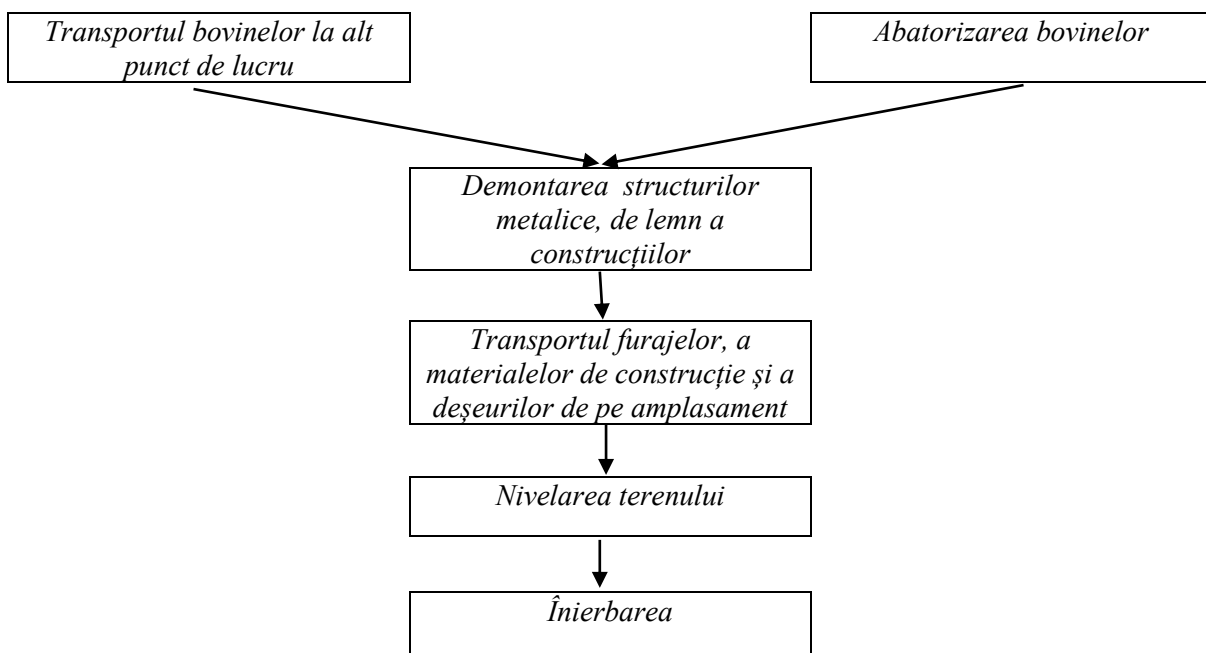 Transportul bovinelor la alt
punct de lucru
Abatorizarea bovinelor
Demontarea structurilor
metalice, de lemn a
construcțiilor
Transportul furajelor, a
materialelor de construcție și a
deșeurilor de pe amplasament
Nivelarea terenului
Înierbarea